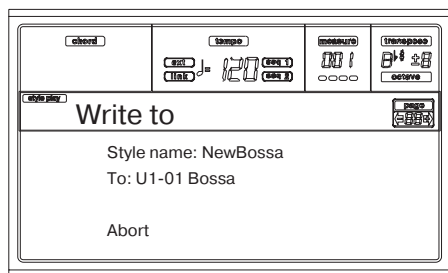 chord tempo measure transpose
ext ♩= 120 seq 1 001
link seq 2
octave
style play page
Write to
Style name: NewBossa
To: U1-01 Bossa
Abort